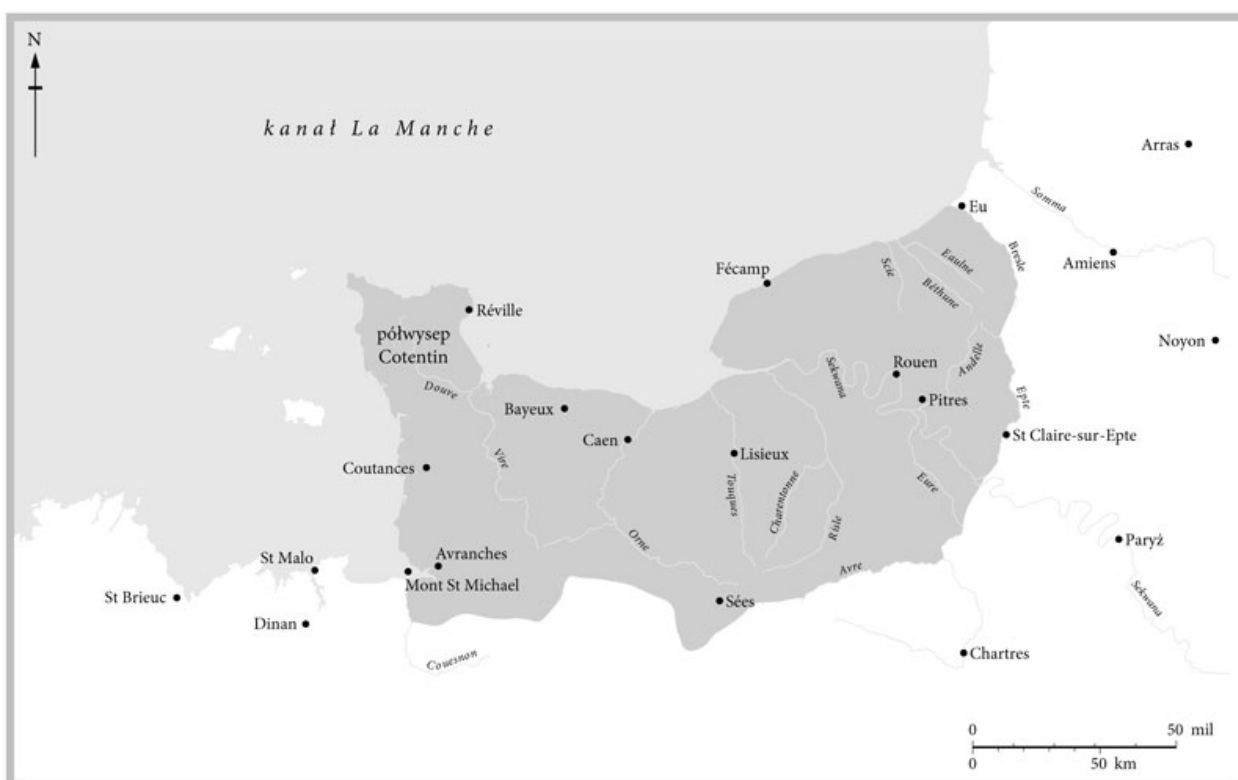 N
kanał La Manche
Arras
Somma
Eu
Bresle
Amiens
Eaulne
Scie
Béthune
Fécamp
Réville
półwysep
Cotentin
Noyon
Andelle
Rouen
Sekwana
Epte
Douve
Pitres
Bayeux
St Claire-sur-Epte
Caen
Lisieux
Vire
Coutances
Eure
Touques
Charentonne
Risle
Orne
Paryż
Avranches
St Malo
Mont St Michael
Avre
St Brieuc
Sées
Sekwana
Dinan
Couesnon
Chartres
0 50 mil
0 50 km